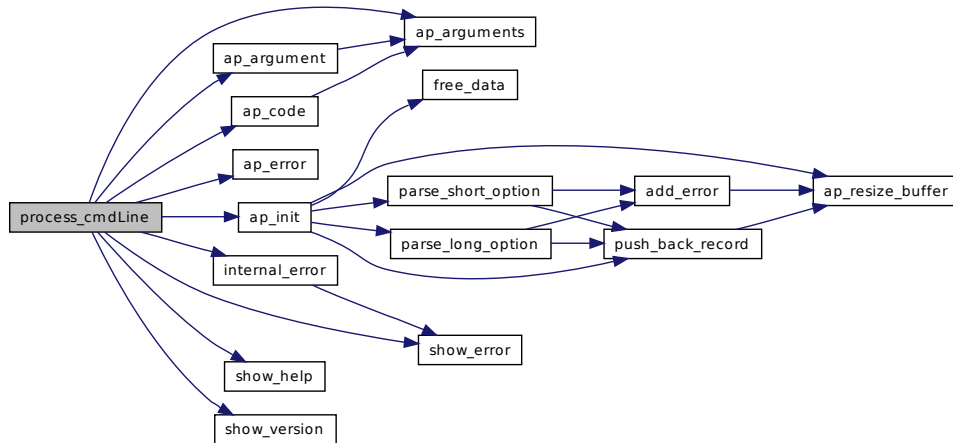 process_cmdLine
ap_arguments
ap_argument
ap_code
ap_error
ap_init
internal_error
show_help
show_version
free_data
parse_short_option
parse_long_option
show_error
add_error
push_back_record
ap_resize_buffer